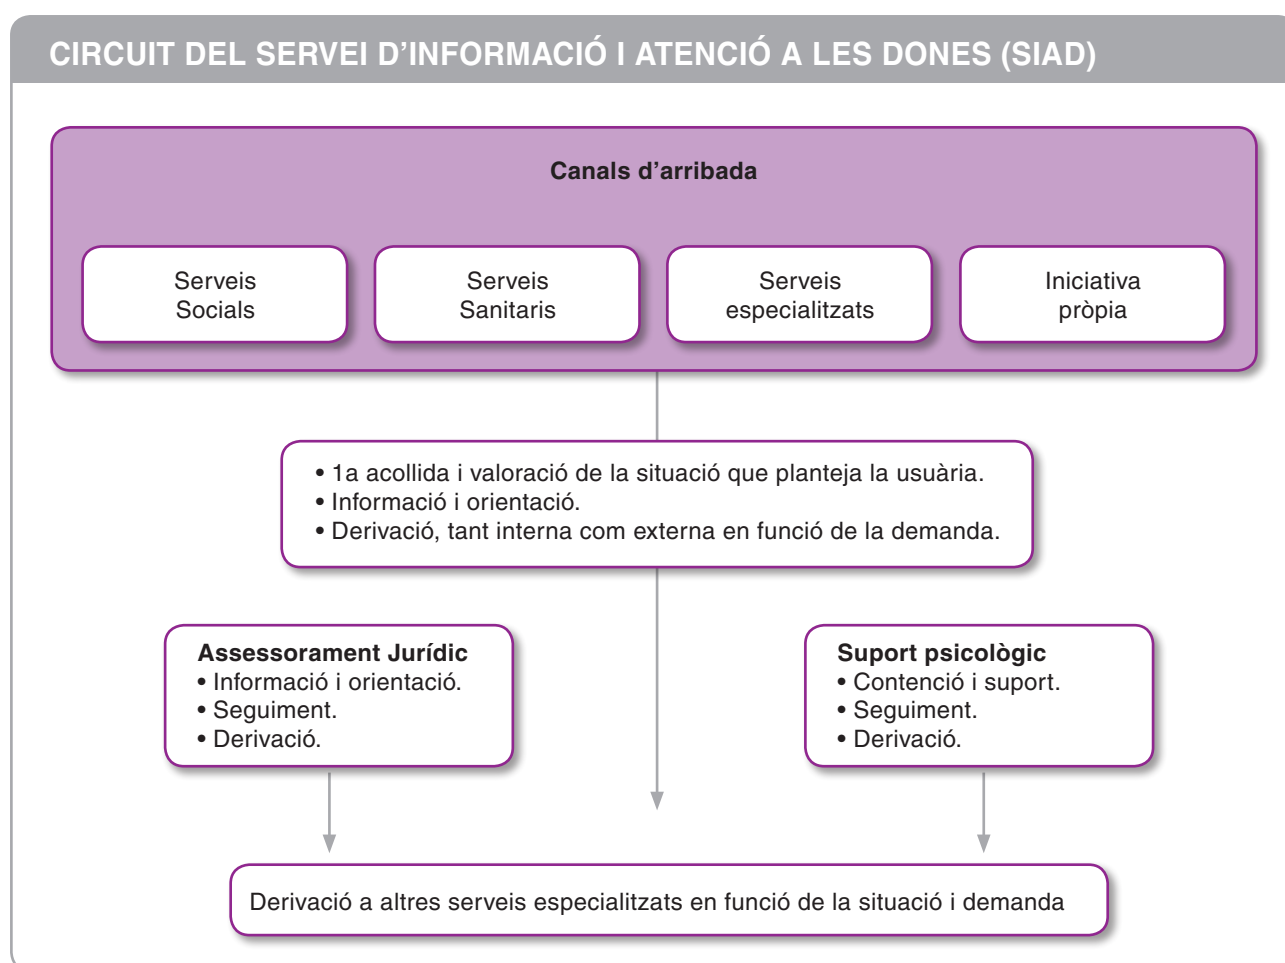 CIRCUIT DEL SERVEI D’INFORMACIÓ I ATENCIÓ A LES DONES (SIAD)
Canals d’arribada
Serveis
Socials
Serveis
Sanitaris
Serveis
especialitzats
Iniciativa
pròpia
• 1a acollida i valoració de la situació que planteja la usuària.
• Informació i orientació.
• Derivació, tant interna com externa en funció de la demanda.
Assessorament Jurídic
• Informació i orientació.
• Seguiment.
• Derivació.
Suport psicològic
• Contenció i suport.
• Seguiment.
• Derivació.
Derivació a altres serveis especialitzats en funció de la situació i demanda